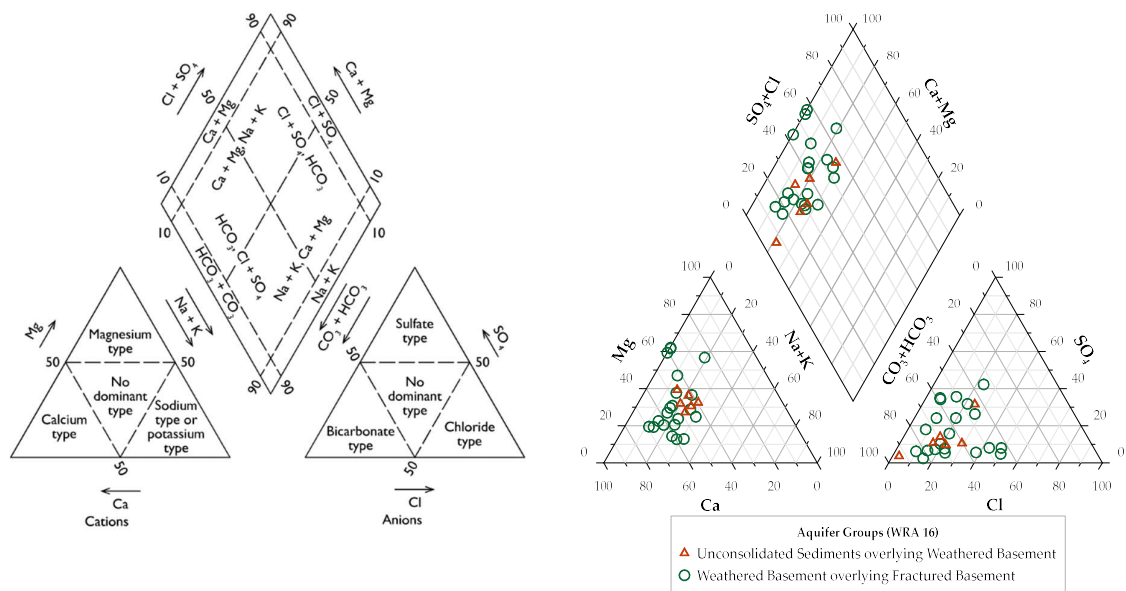 90
90
Cl + SO₄
Ca + Mg
50
50
Ca + Mg
Cl + SO₄
Ca + Mg, Na + K
Cl + SO₄, HCO₃
10
10
10
10
HCO₃, Cl + SO₄
Na + K, Ca + Mg
HCO₃ + CO₃
Na + K
Na + K
CO₃ + HCO₃
90
90
Mg
50
50
Magnesium
type
No
dominant
type
Calcium
type
Sodium
type or
potassium
type
50
Ca
Cations
SO₄
50
50
Sulfate
type
No
dominant
type
Bicarbonate
type
Chloride
type
50
Cl
Anions
100
100
80
80
60
60
40
40
20
20
0
0
SO₄+Cl
Ca+Mg
100
0
80
20
60
40
40
60
20
80
0
100
Mg
Na+K
100
80
60
40
20
0
Ca
0
100
20
80
40
60
60
40
80
20
100
0
CO₃+HCO₃
SO₄
0
20
40
60
80
100
Cl
Aquifer Groups (WRA 16)
Unconsolidated Sediments overlying Weathered Basement
Weathered Basement overlying Fractured Basement